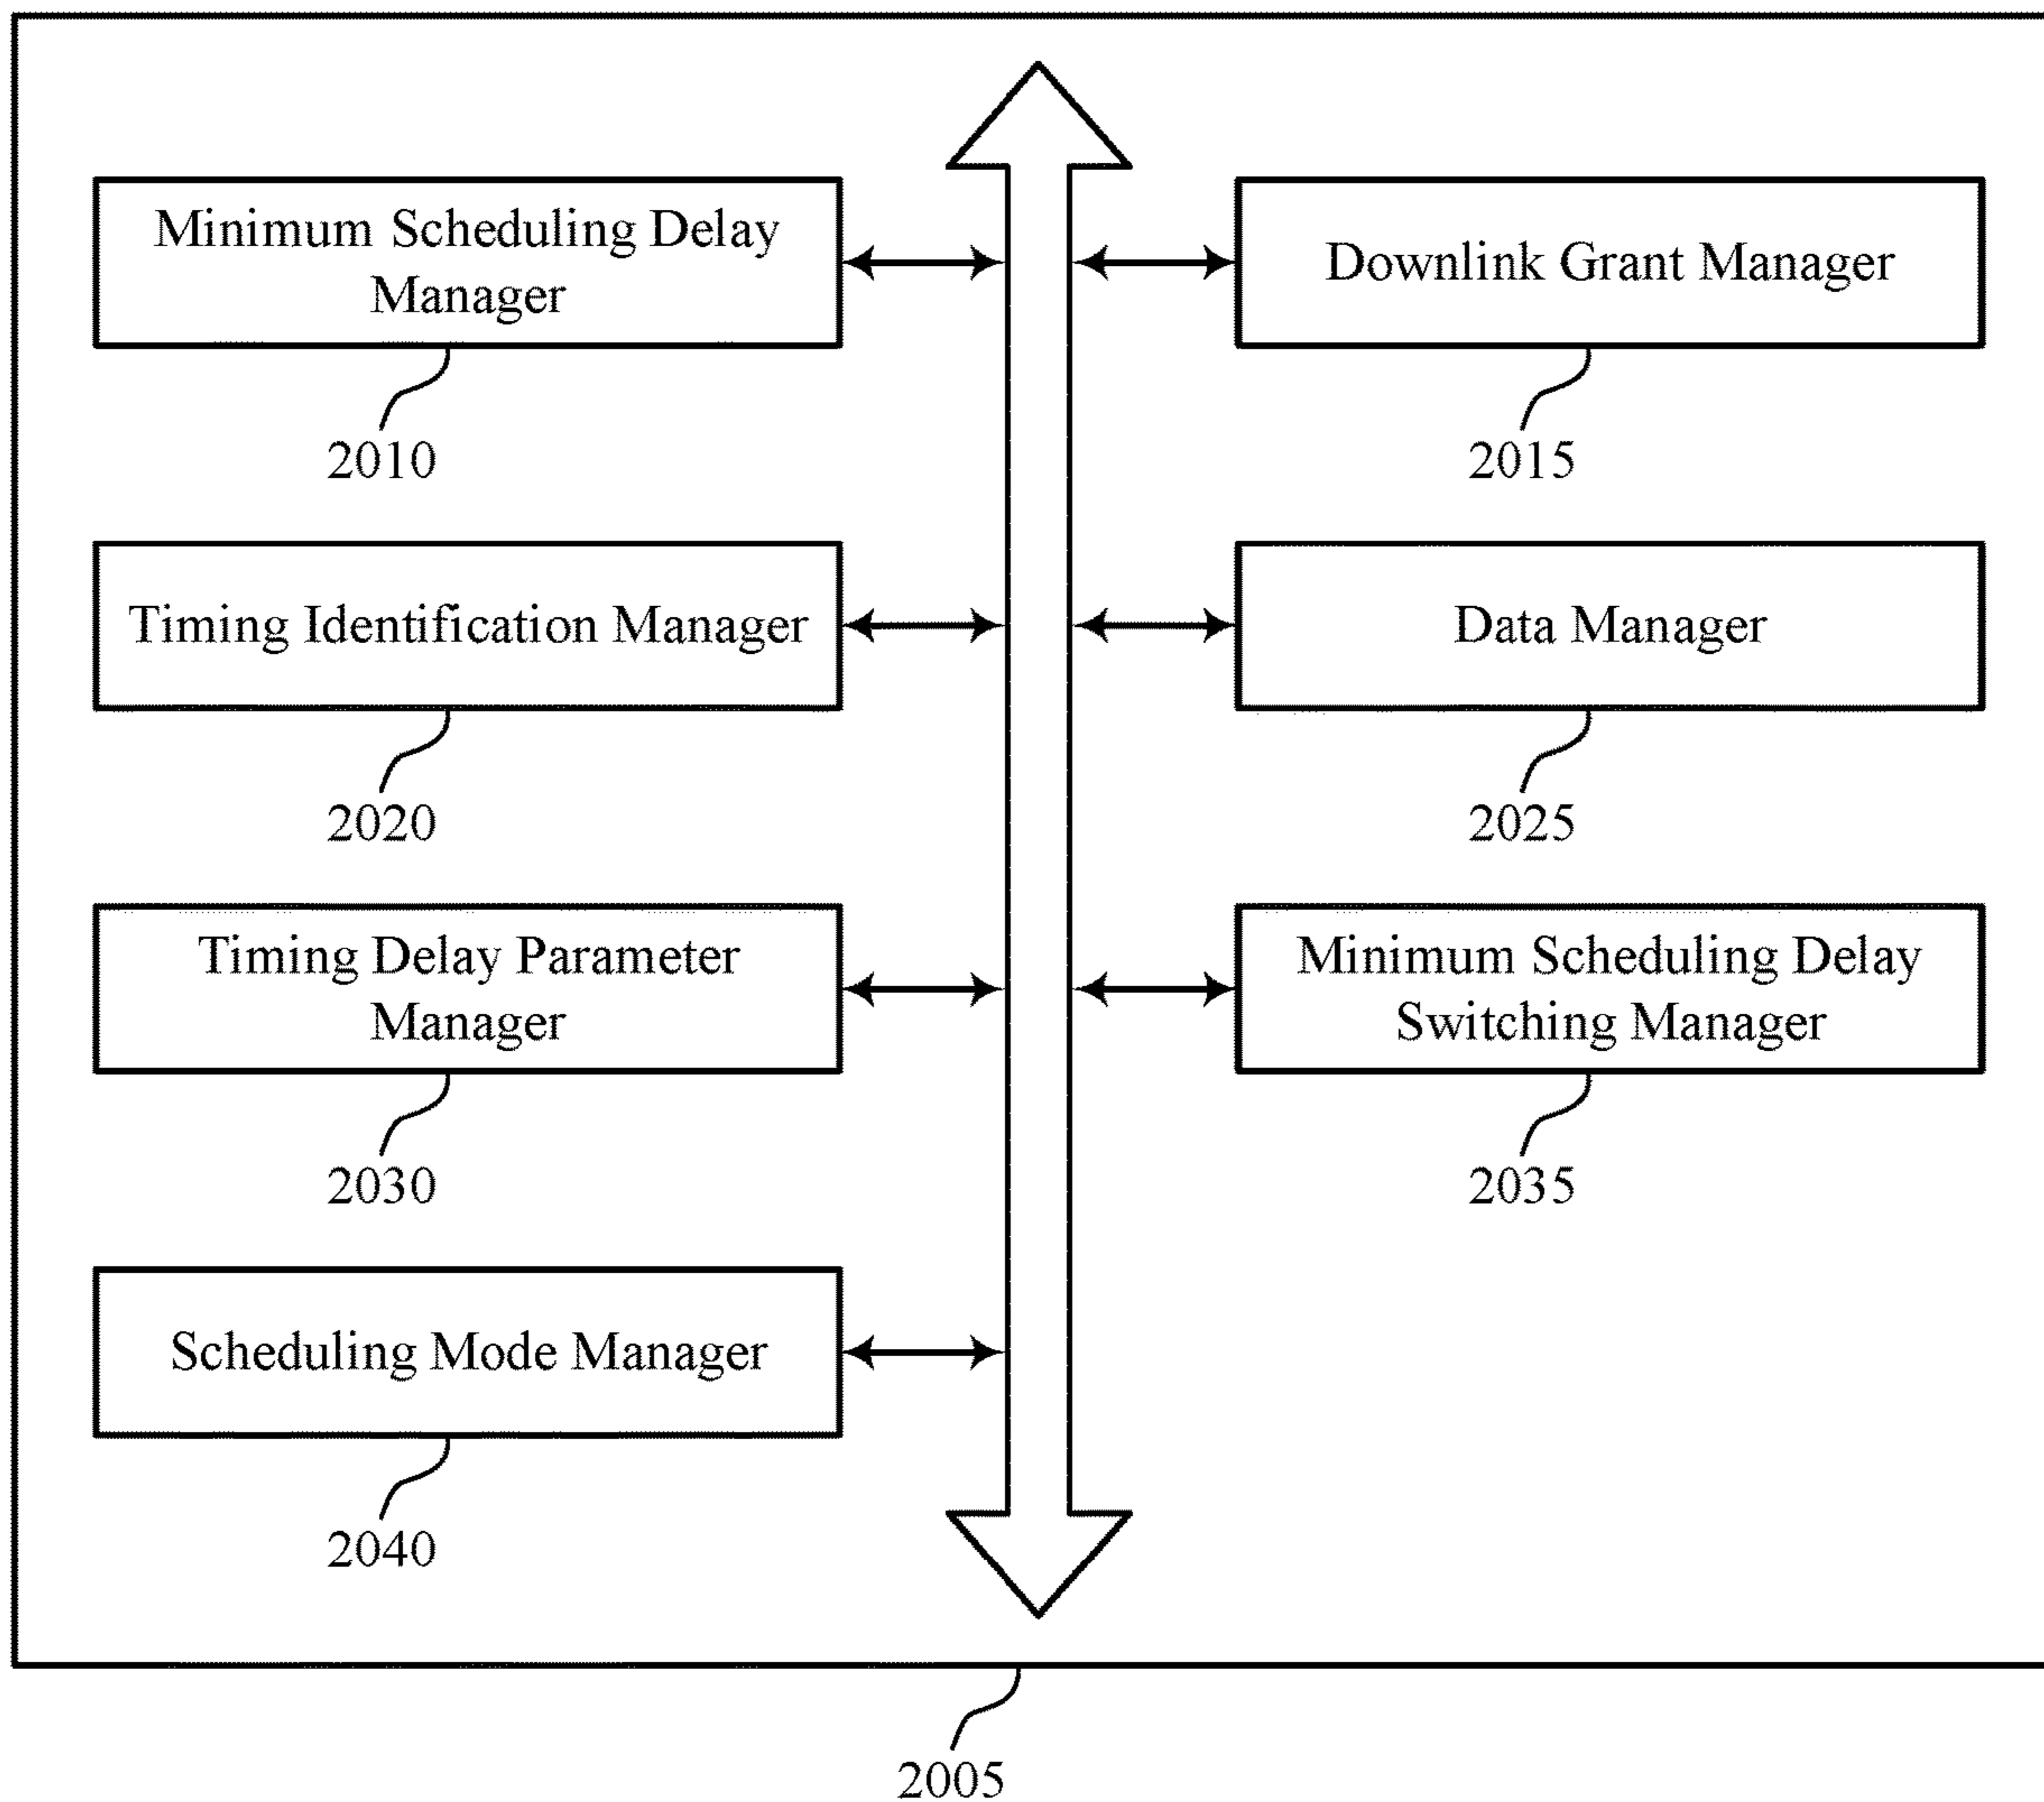 Minimum Scheduling Delay
Manager
2010
Downlink Grant Manager
2015
Timing Identification Manager
2020
Data Manager
2025
Timing Delay Parameter
Manager
2030
Minimum Scheduling Delay
Switching Manager
2035
Scheduling Mode Manager
2040
2005